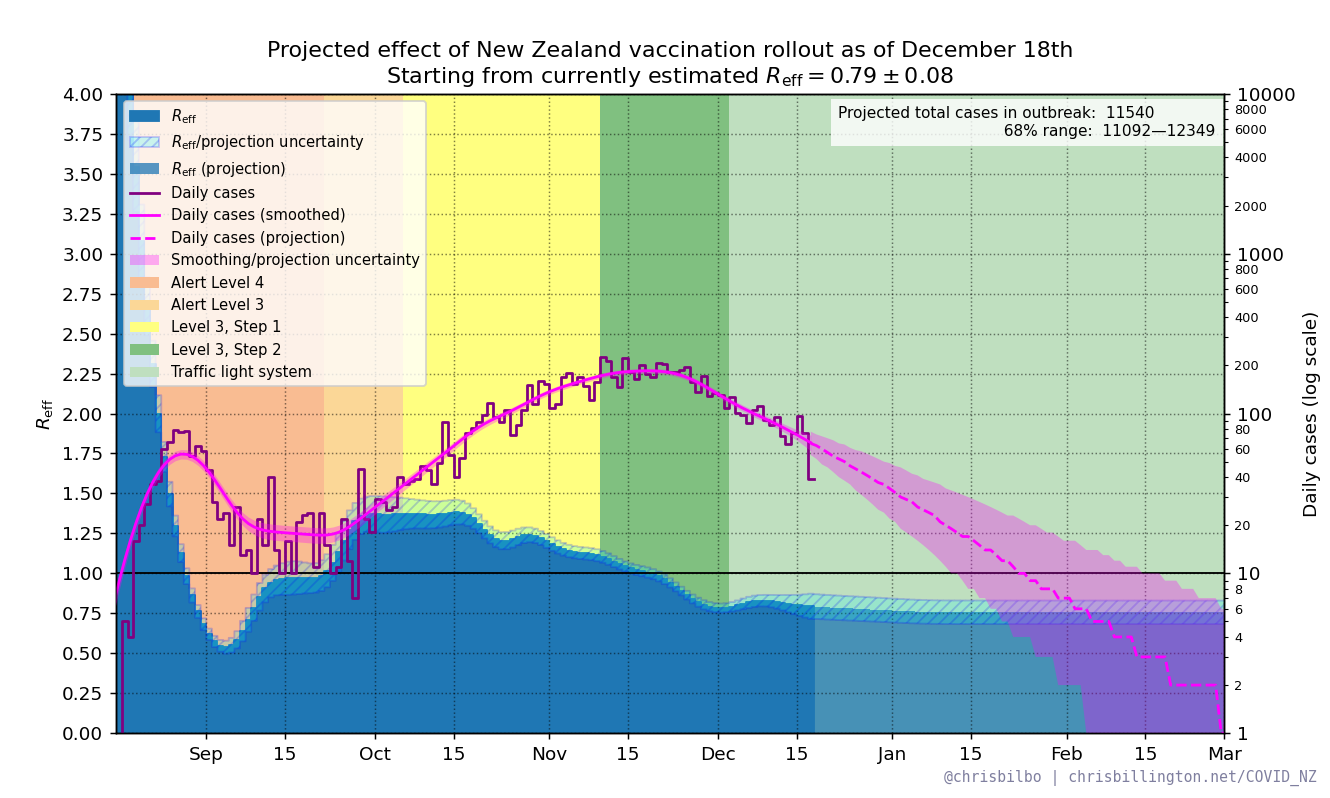 Projected effect of New Zealand vaccination rollout as of December 18th
Starting from currently estimated R_eff = 0.79 ± 0.08
Projected total cases in outbreak: 11540
68% range: 11092—12349
R_eff
R_eff/projection uncertainty
R_eff (projection)
Daily cases
Daily cases (smoothed)
Daily cases (projection)
Smoothing/projection uncertainty
Alert Level 4
Alert Level 3
Level 3, Step 1
Level 3, Step 2
Traffic light system
R_eff
4.00
3.75
3.50
3.25
3.00
2.75
2.50
2.25
2.00
1.75
1.50
1.25
1.00
0.75
0.50
0.25
0.00
Sep 15 Oct 15 Nov 15 Dec 15 Jan 15 Feb 15 Mar
10000
8000
6000
4000
2000
1000
800
600
400
200
100
80
60
40
20
10
8
6
4
2
1
Daily cases (log scale)
@chrisbilbo | chrisbillington.net/COVID_NZ